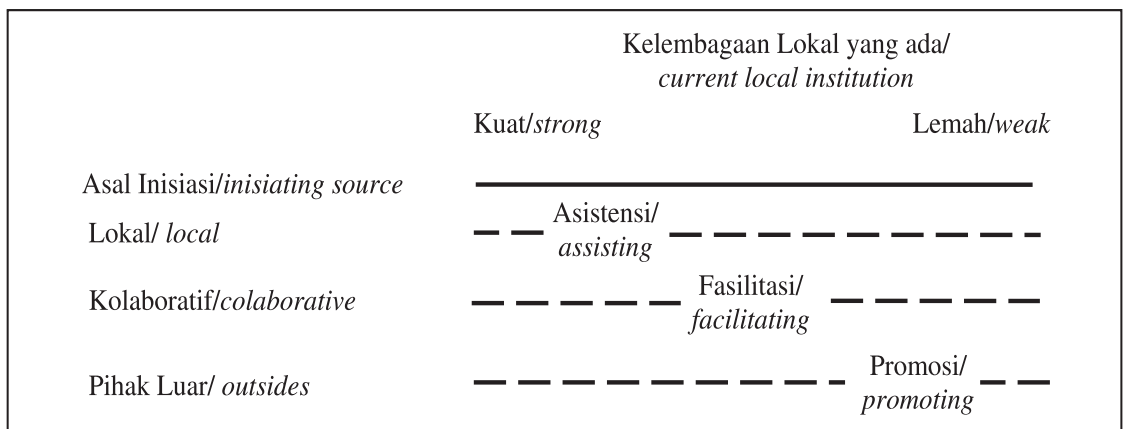 Kelembagaan Lokal yang ada/
current local institution
Kuat/strong Lemah/weak
Asal Inisiasi/inisiating source
Lokal/ local
Asistensi/
assisting
Kolaboratif/colaborative
Fasilitasi/
facilitating
Pihak Luar/ outsides
Promosi/
promoting